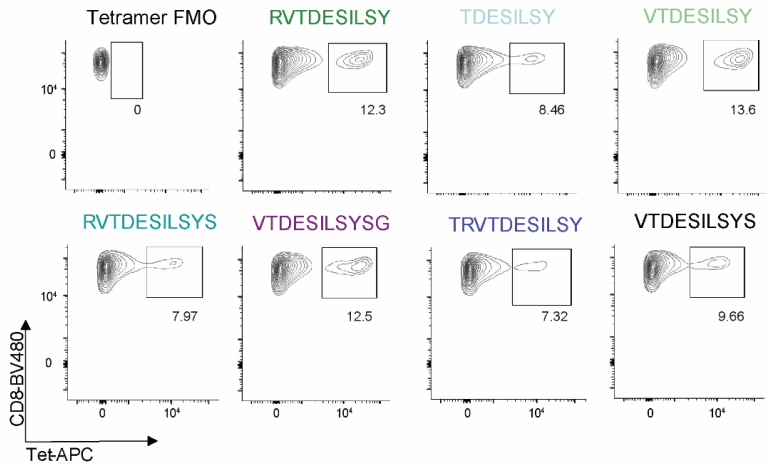 Tetramer FMO RVTDESILSY TDESILSY VTDESILSY
10⁴
0
0 12.3 8.46 13.6
RVTDESILSYS VTDESILSYSG TRVTDESILSY VTDESILSYS
10⁴
0
7.97 12.5 7.32 9.66
0 10⁴ 0 10⁴ 0 10⁴ 0 10⁴
CD8-BV480
Tet-APC